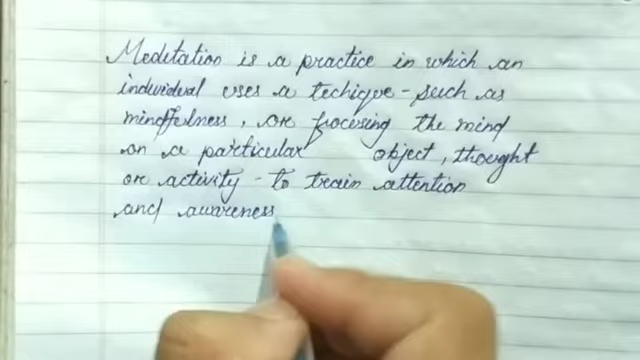 Meditation is a practice in which an
individual uses a techique - such as
mindfulness, or focusing the mind
on a particular object, thought
or activity - to train attention
and awareness